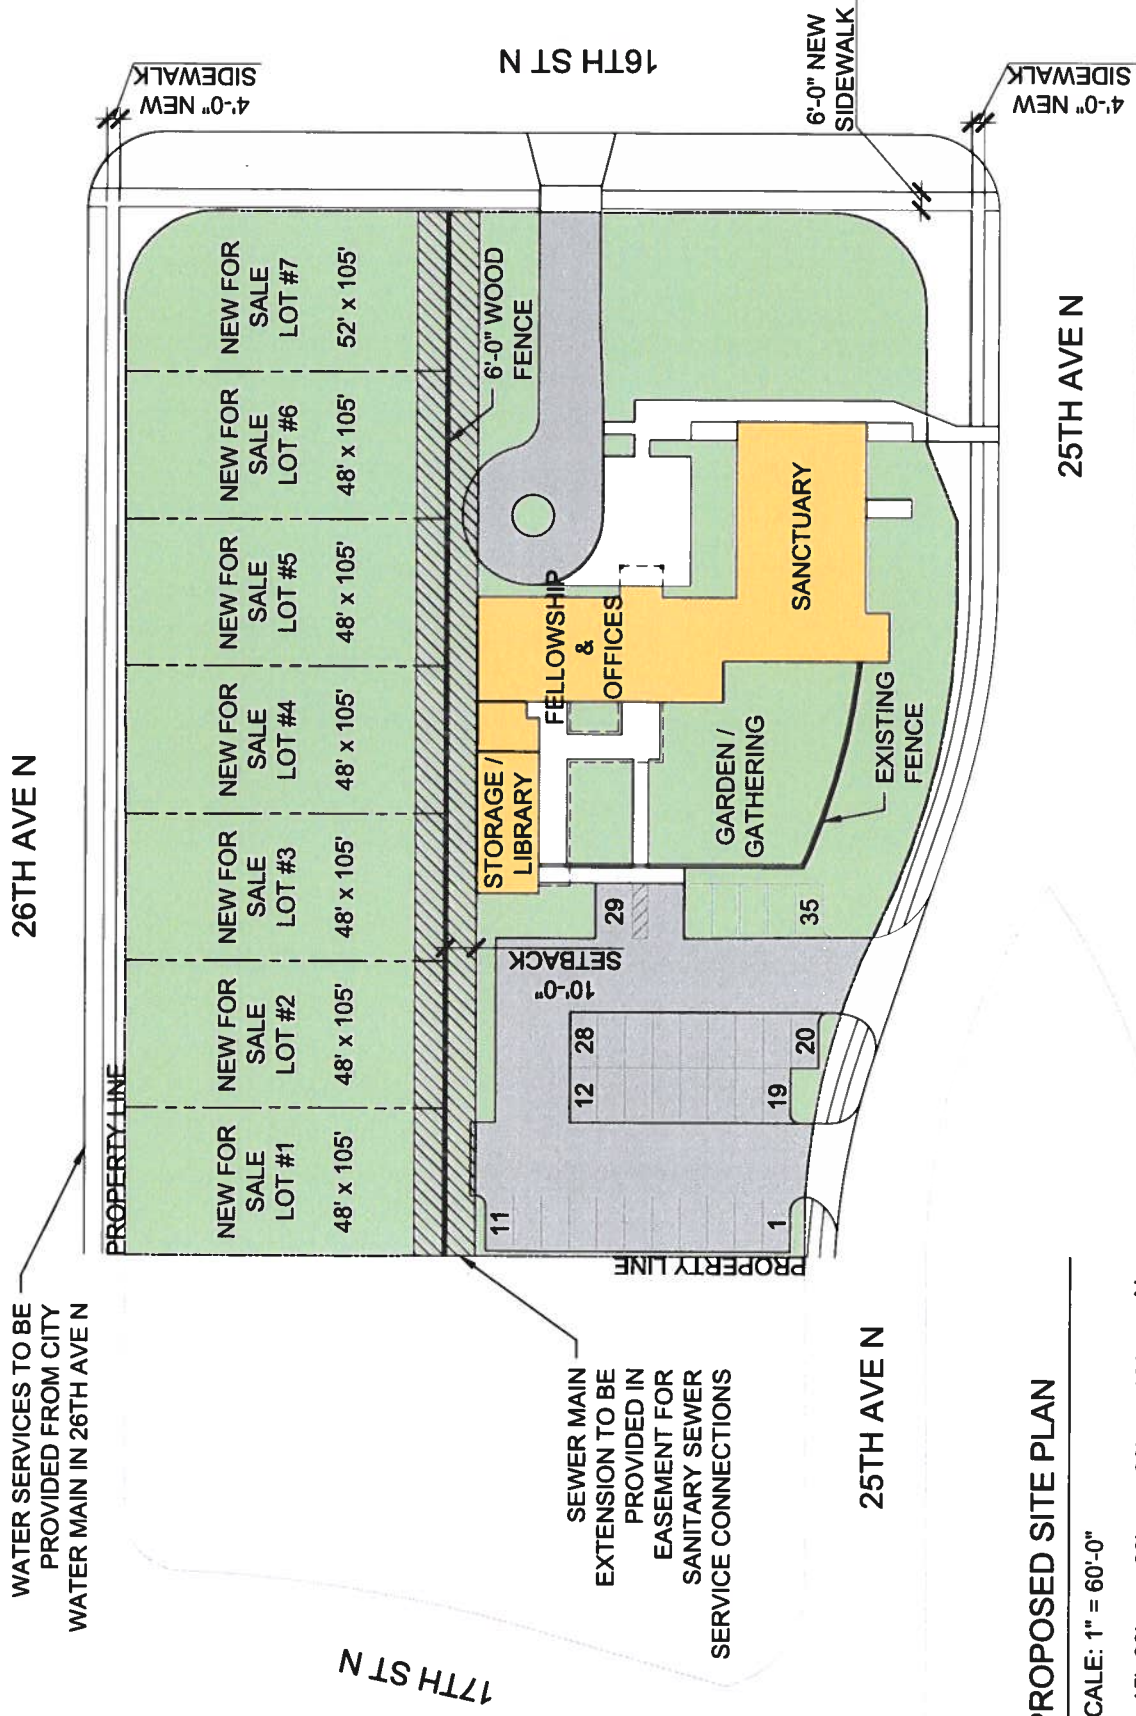 WATER SERVICES TO BE
PROVIDED FROM CITY
WATER MAIN IN 26TH AVE N
26TH AVE N
PROPERTY LINE
4'-0" NEW
SIDEWALK
16TH ST N
NEW FOR
SALE
LOT #1
48' x 105'
NEW FOR
SALE
LOT #2
48' x 105'
NEW FOR
SALE
LOT #3
48' x 105'
NEW FOR
SALE
LOT #4
48' x 105'
NEW FOR
SALE
LOT #5
48' x 105'
NEW FOR
SALE
LOT #6
48' x 105'
NEW FOR
SALE
LOT #7
52' x 105'
6'-0" WOOD
FENCE
10'-0"
SETBACK
STORAGE /
LIBRARY
FELLOWSHIP
&
OFFICES
SANCTUARY
GARDEN /
GATHERING
EXISTING
FENCE
11
1
12
28
19
20
29
35
PROPERTY LINE
6'-0" NEW
SIDEWALK
4'-0" NEW
SIDEWALK
SEWER MAIN
EXTENSION TO BE
PROVIDED IN
EASEMENT FOR
SANITARY SEWER
SERVICE CONNECTIONS
17TH ST N
25TH AVE N
25TH AVE N
PROPOSED SITE PLAN
CALE: 1" = 60'-0"